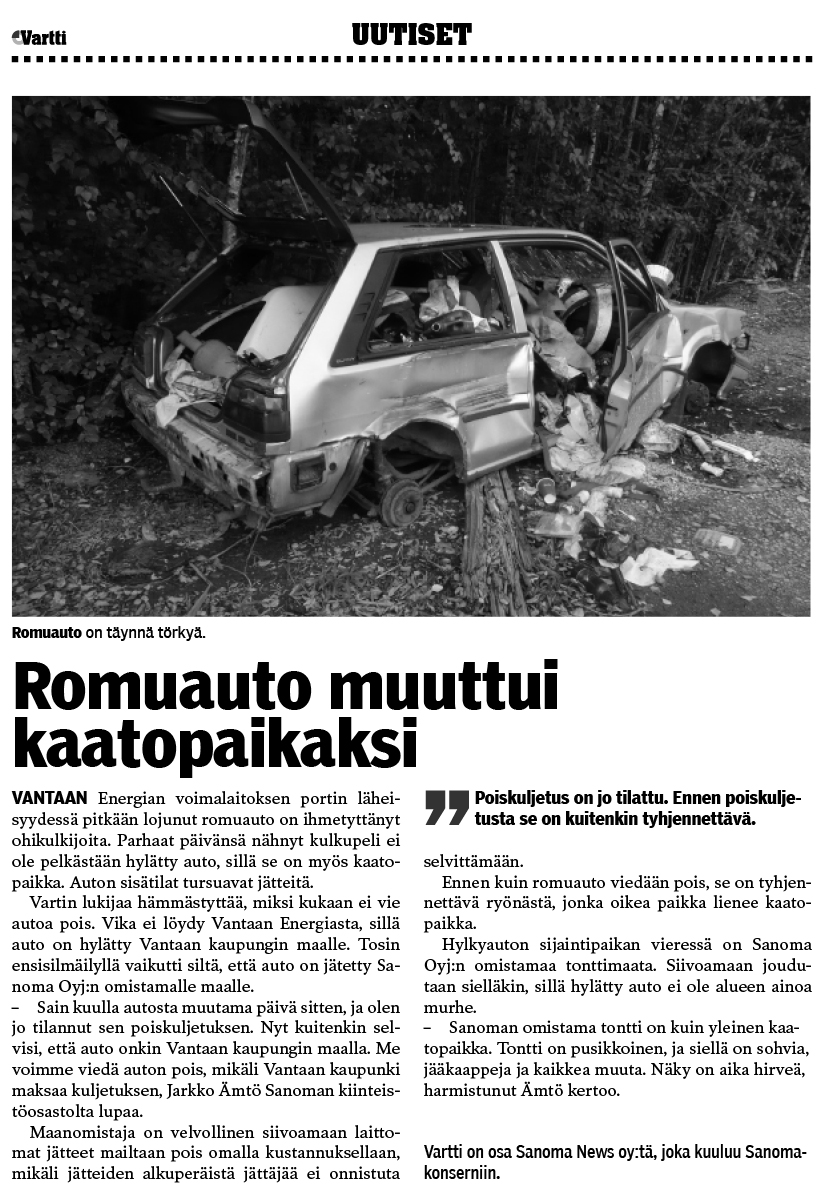 Vartti
UUTISET
Romuauto on täynnä törkyä.
Romuauto muuttui
kaatopaikaksi
VANTAAN Energian voimalaitoksen portin lähei-
syydessä pitkään lojunut romuauto on ihmetyttänyt
ohikulkijoita. Parhaat päivänsä nähnyt kulkupeli ei
ole pelkästään hylätty auto, sillä se on myös kaato-
paikka. Auton sisätilat tursuavat jätteitä.
Vartin lukijaa hämmästyttää, miksi kukaan ei vie
autoa pois. Vika ei löydy Vantaan Energiasta, sillä
auto on hylätty Vantaan kaupungin maalle. Tosin
ensisilmäilyllä vaikutti siltä, että auto on jätetty Sa-
noma Oyj:n omistamalle maalle.
– Sain kuulla autosta muutama päivä sitten, ja olen
jo tilannut sen poiskuljetuksen. Nyt kuitenkin sel-
visi, että auto onkin Vantaan kaupungin maalla. Me
voimme viedä auton pois, mikäli Vantaan kaupunki
maksaa kuljetuksen, Jarkko Ämtö Sanoman kiinteis-
töosastolta lupaa.
Maanomistaja on velvollinen siivoamaan laitto-
mat jätteet mailtaan pois omalla kustannuksellaan,
mikäli jätteiden alkuperäistä jättäjää ei onnistuta
” Poiskuljetus on jo tilattu. Ennen poiskulje-
tusta se on kuitenkin tyhjennettävä.
selvittämään.
Ennen kuin romuauto viedään pois, se on tyhjen-
nettävä ryönästä, jonka oikea paikka lienee kaato-
paikka.
Hylkyauton sijaintipaikan vieressä on Sanoma
Oyj:n omistamaa tonttimaata. Siivoamaan joudu-
taan sielläkin, sillä hylätty auto ei ole alueen ainoa
murhe.
– Sanoman omistama tontti on kuin yleinen kaa-
topaikka. Tontti on pusikkoinen, ja siellä on sohvia,
jääkaappeja ja kaikkea muuta. Näky on aika hirveä,
harmistunut Ämtö kertoo.
Vartti on osa Sanoma News oy:tä, joka kuuluu Sanoma-
konserniin.